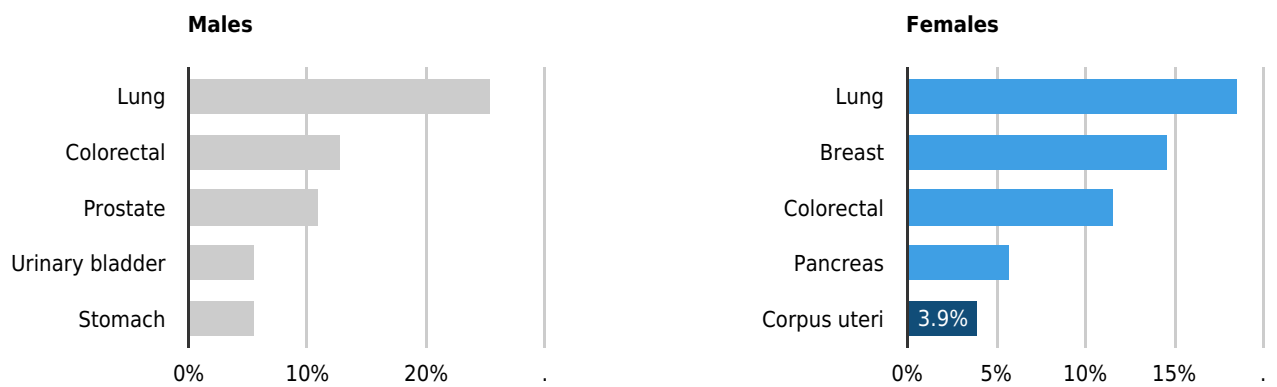 Males
Lung
Colorectal
Prostate
Urinary bladder
Stomach
0% 10% 20% .
Females
Lung
Breast
Colorectal
Pancreas
Corpus uteri 3.9%
0% 5% 10% 15% .